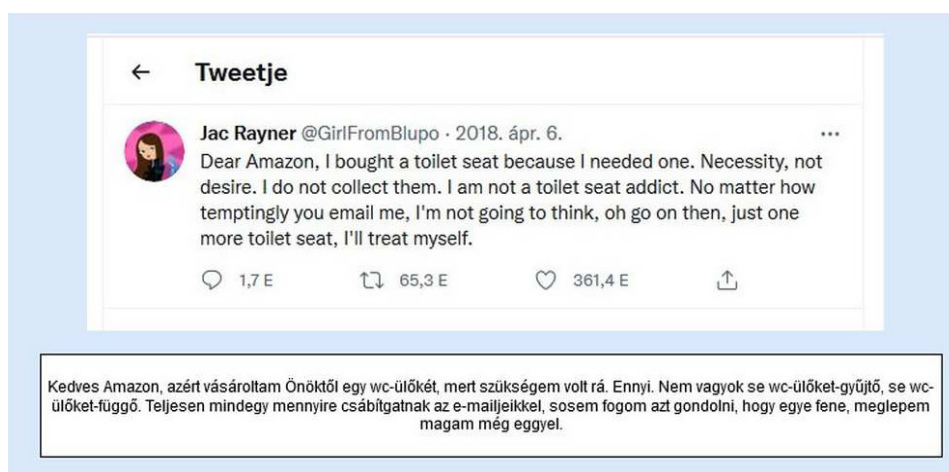 ← Tweetje
Jac Rayner @GirlFromBlupo · 2018. ápr. 6.
Dear Amazon, I bought a toilet seat because I needed one. Necessity, not
desire. I do not collect them. I am not a toilet seat addict. No matter how
temptingly you email me, I'm not going to think, oh go on then, just one
more toilet seat, I'll treat myself.
1,7 E 65,3 E 361,4 E
Kedves Amazon, azért vásároltam Önöktől egy wc-ülőkét, mert szükségem volt rá. Ennyi. Nem vagyok se wc-ülőket-gyűjtő, se wc-
ülőket-függő. Teljesen mindegy mennyire csábítgatnak az e-mailjeikkel, sosem fogom azt gondolni, hogy egye fene, meglepem
magam még eggyel.